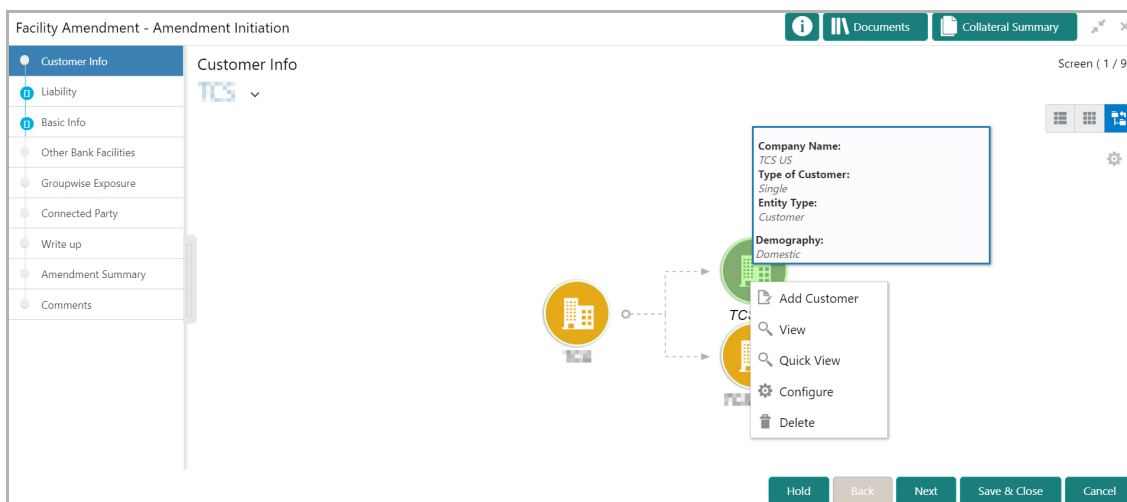 Facility Amendment - Amendment Initiation
Documents
Collateral Summary
Customer Info
Liability
Basic Info
Other Bank Facilities
Groupwise Exposure
Connected Party
Write up
Amendment Summary
Comments
Customer Info
Screen ( 1 / 9
TCS
Company Name:
TCS US
Type of Customer:
Single
Entity Type:
Customer
Demography:
Domestic
Add Customer
View
Quick View
Configure
Delete
Hold
Back
Next
Save & Close
Cancel